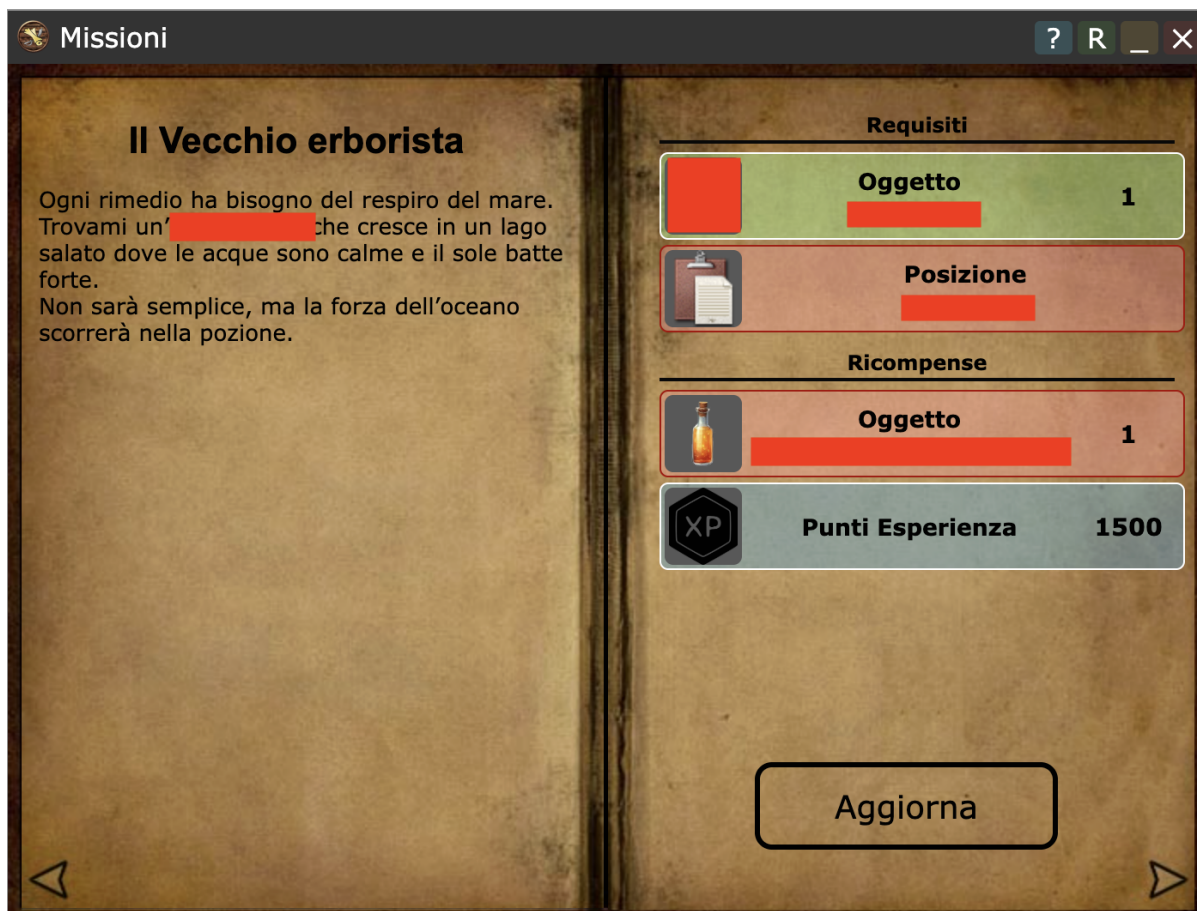 Missioni
? R _ X
Il Vecchio erborista
Ogni rimedio ha bisogno del respiro del mare.
Trovami un’ che cresce in un lago
salato dove le acque sono calme e il sole batte
forte.
Non sarà semplice, ma la forza dell’oceano
scorrerà nella pozione.
Requisiti
Oggetto
1
Posizione
Ricompense
Oggetto
1
XP
Punti Esperienza 1500
Aggiorna